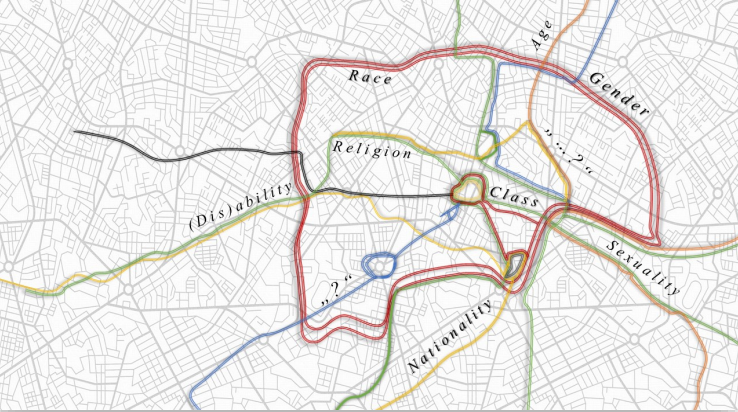 Age
Race
Gender
„ ... ? “
Religion
Class
(Dis)ability
Sexuality
„ ? “
Nationality